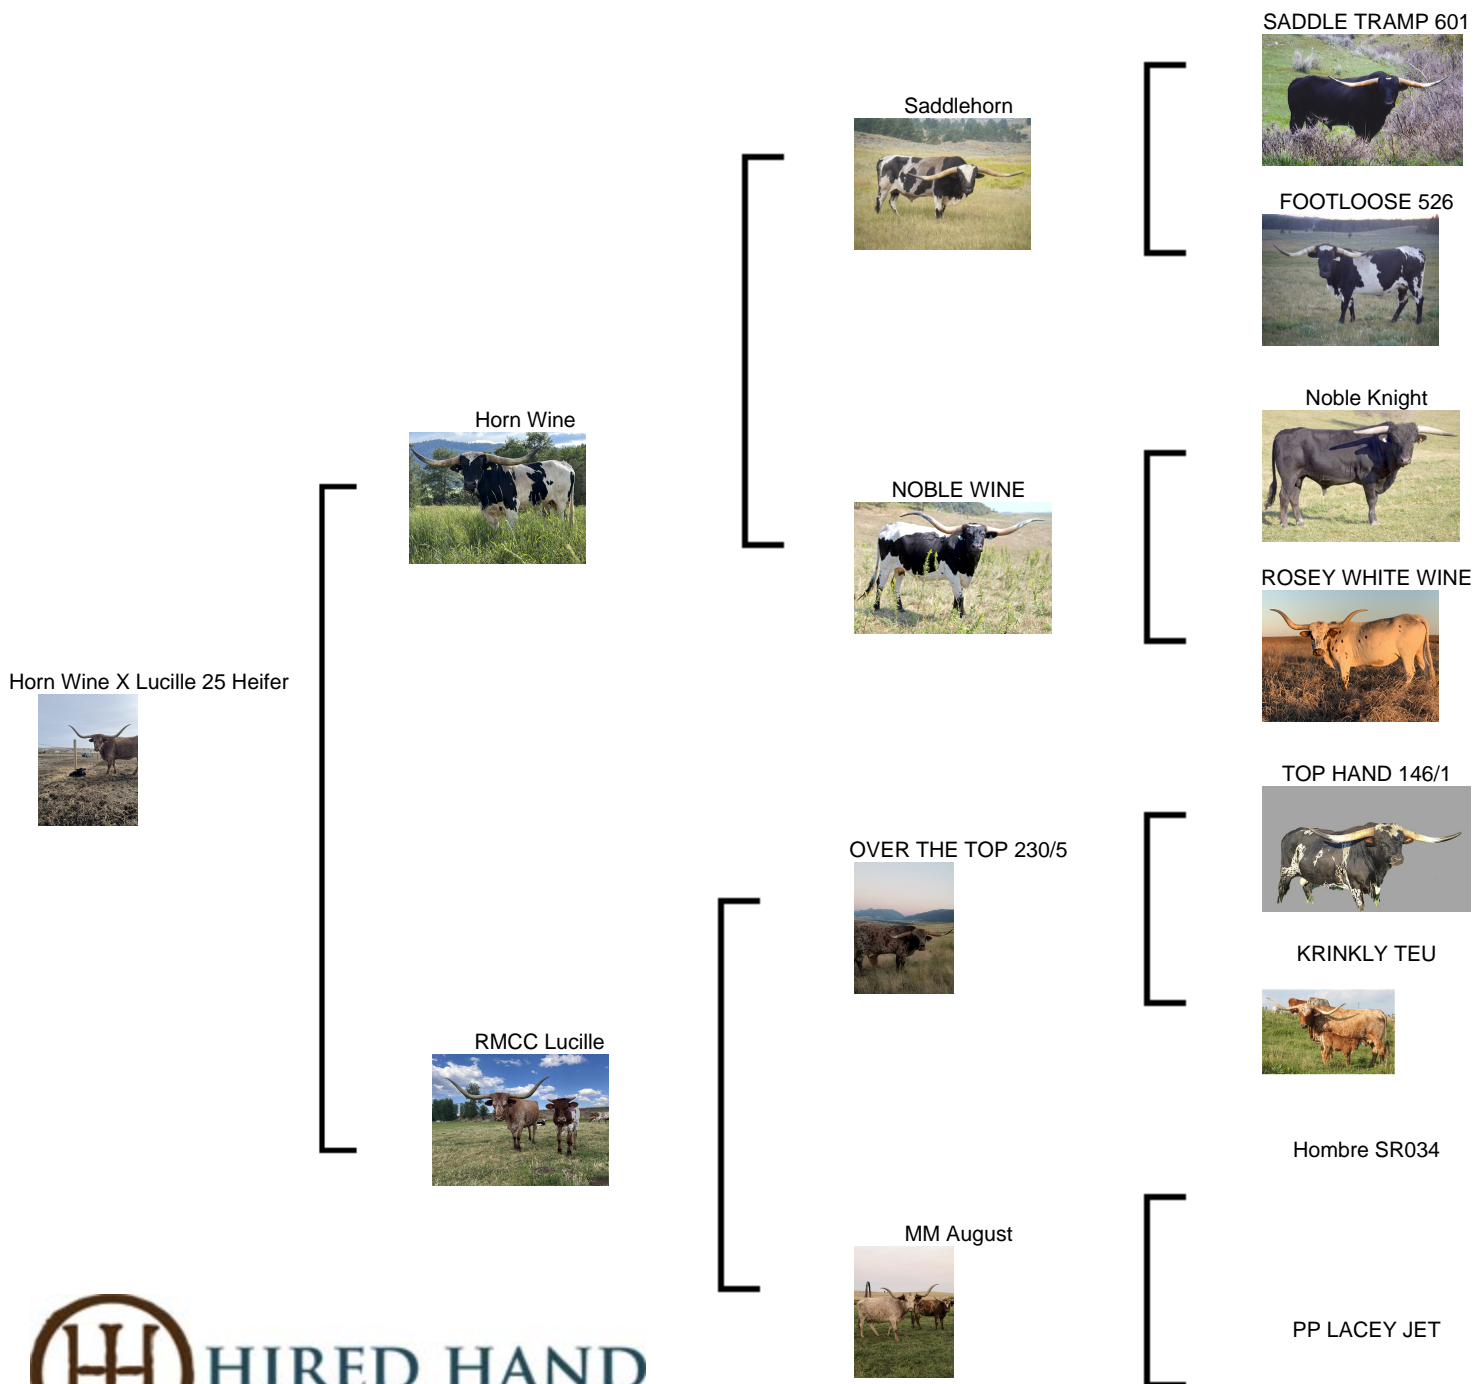 SADDLE TRAMP 601
Saddlehorn
FOOTLOOSE 526
Horn Wine
Noble Knight
NOBLE WINE
ROSEY WHITE WINE
Horn Wine X Lucille 25 Heifer
TOP HAND 146/1
OVER THE TOP 230/5
KRINKLY TEU
RMCC Lucille
Hombre SR034
MM August
PP LACEY JET
HIRED HAND